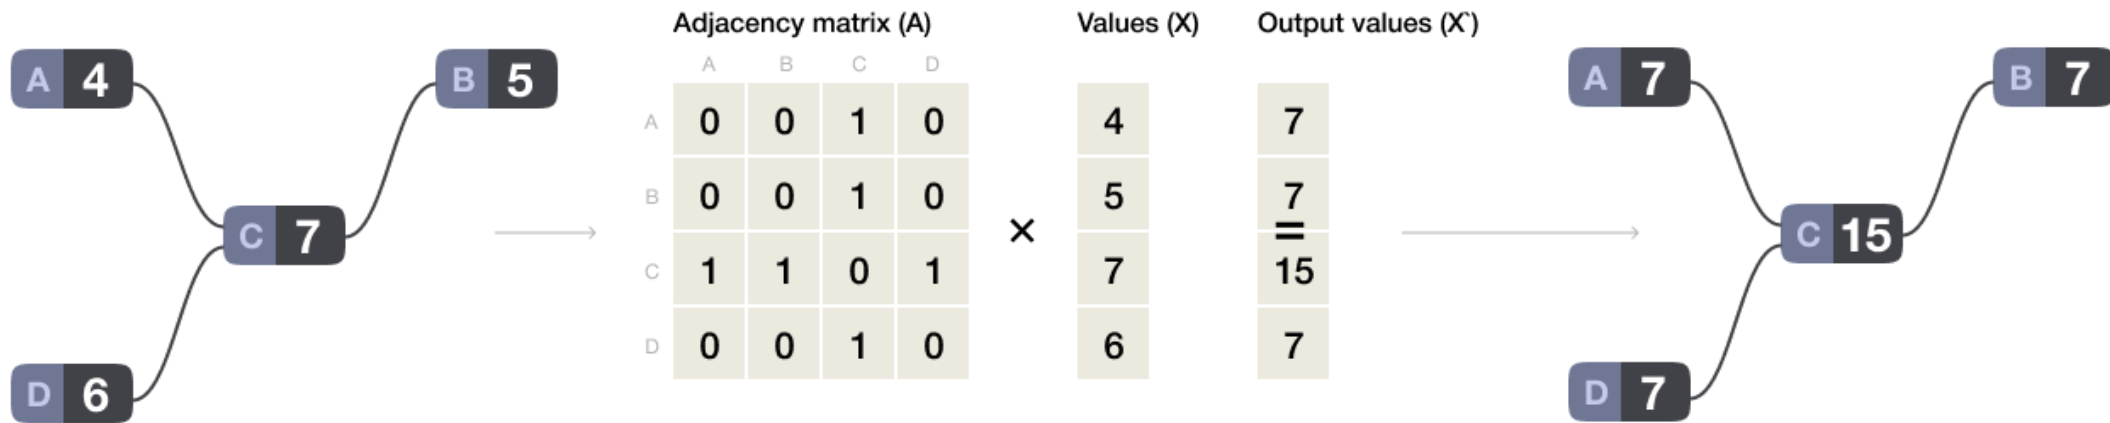 Adjacency matrix (A)
Values (X)
Output values (X`)
A 4
B 5
C 7
D 6
A B C D
A 0 0 1 0
B 0 0 1 0
C 1 1 0 1
D 0 0 1 0
×
4
5
7
6
=
7
7
15
7
A 7
B 7
C 15
D 7